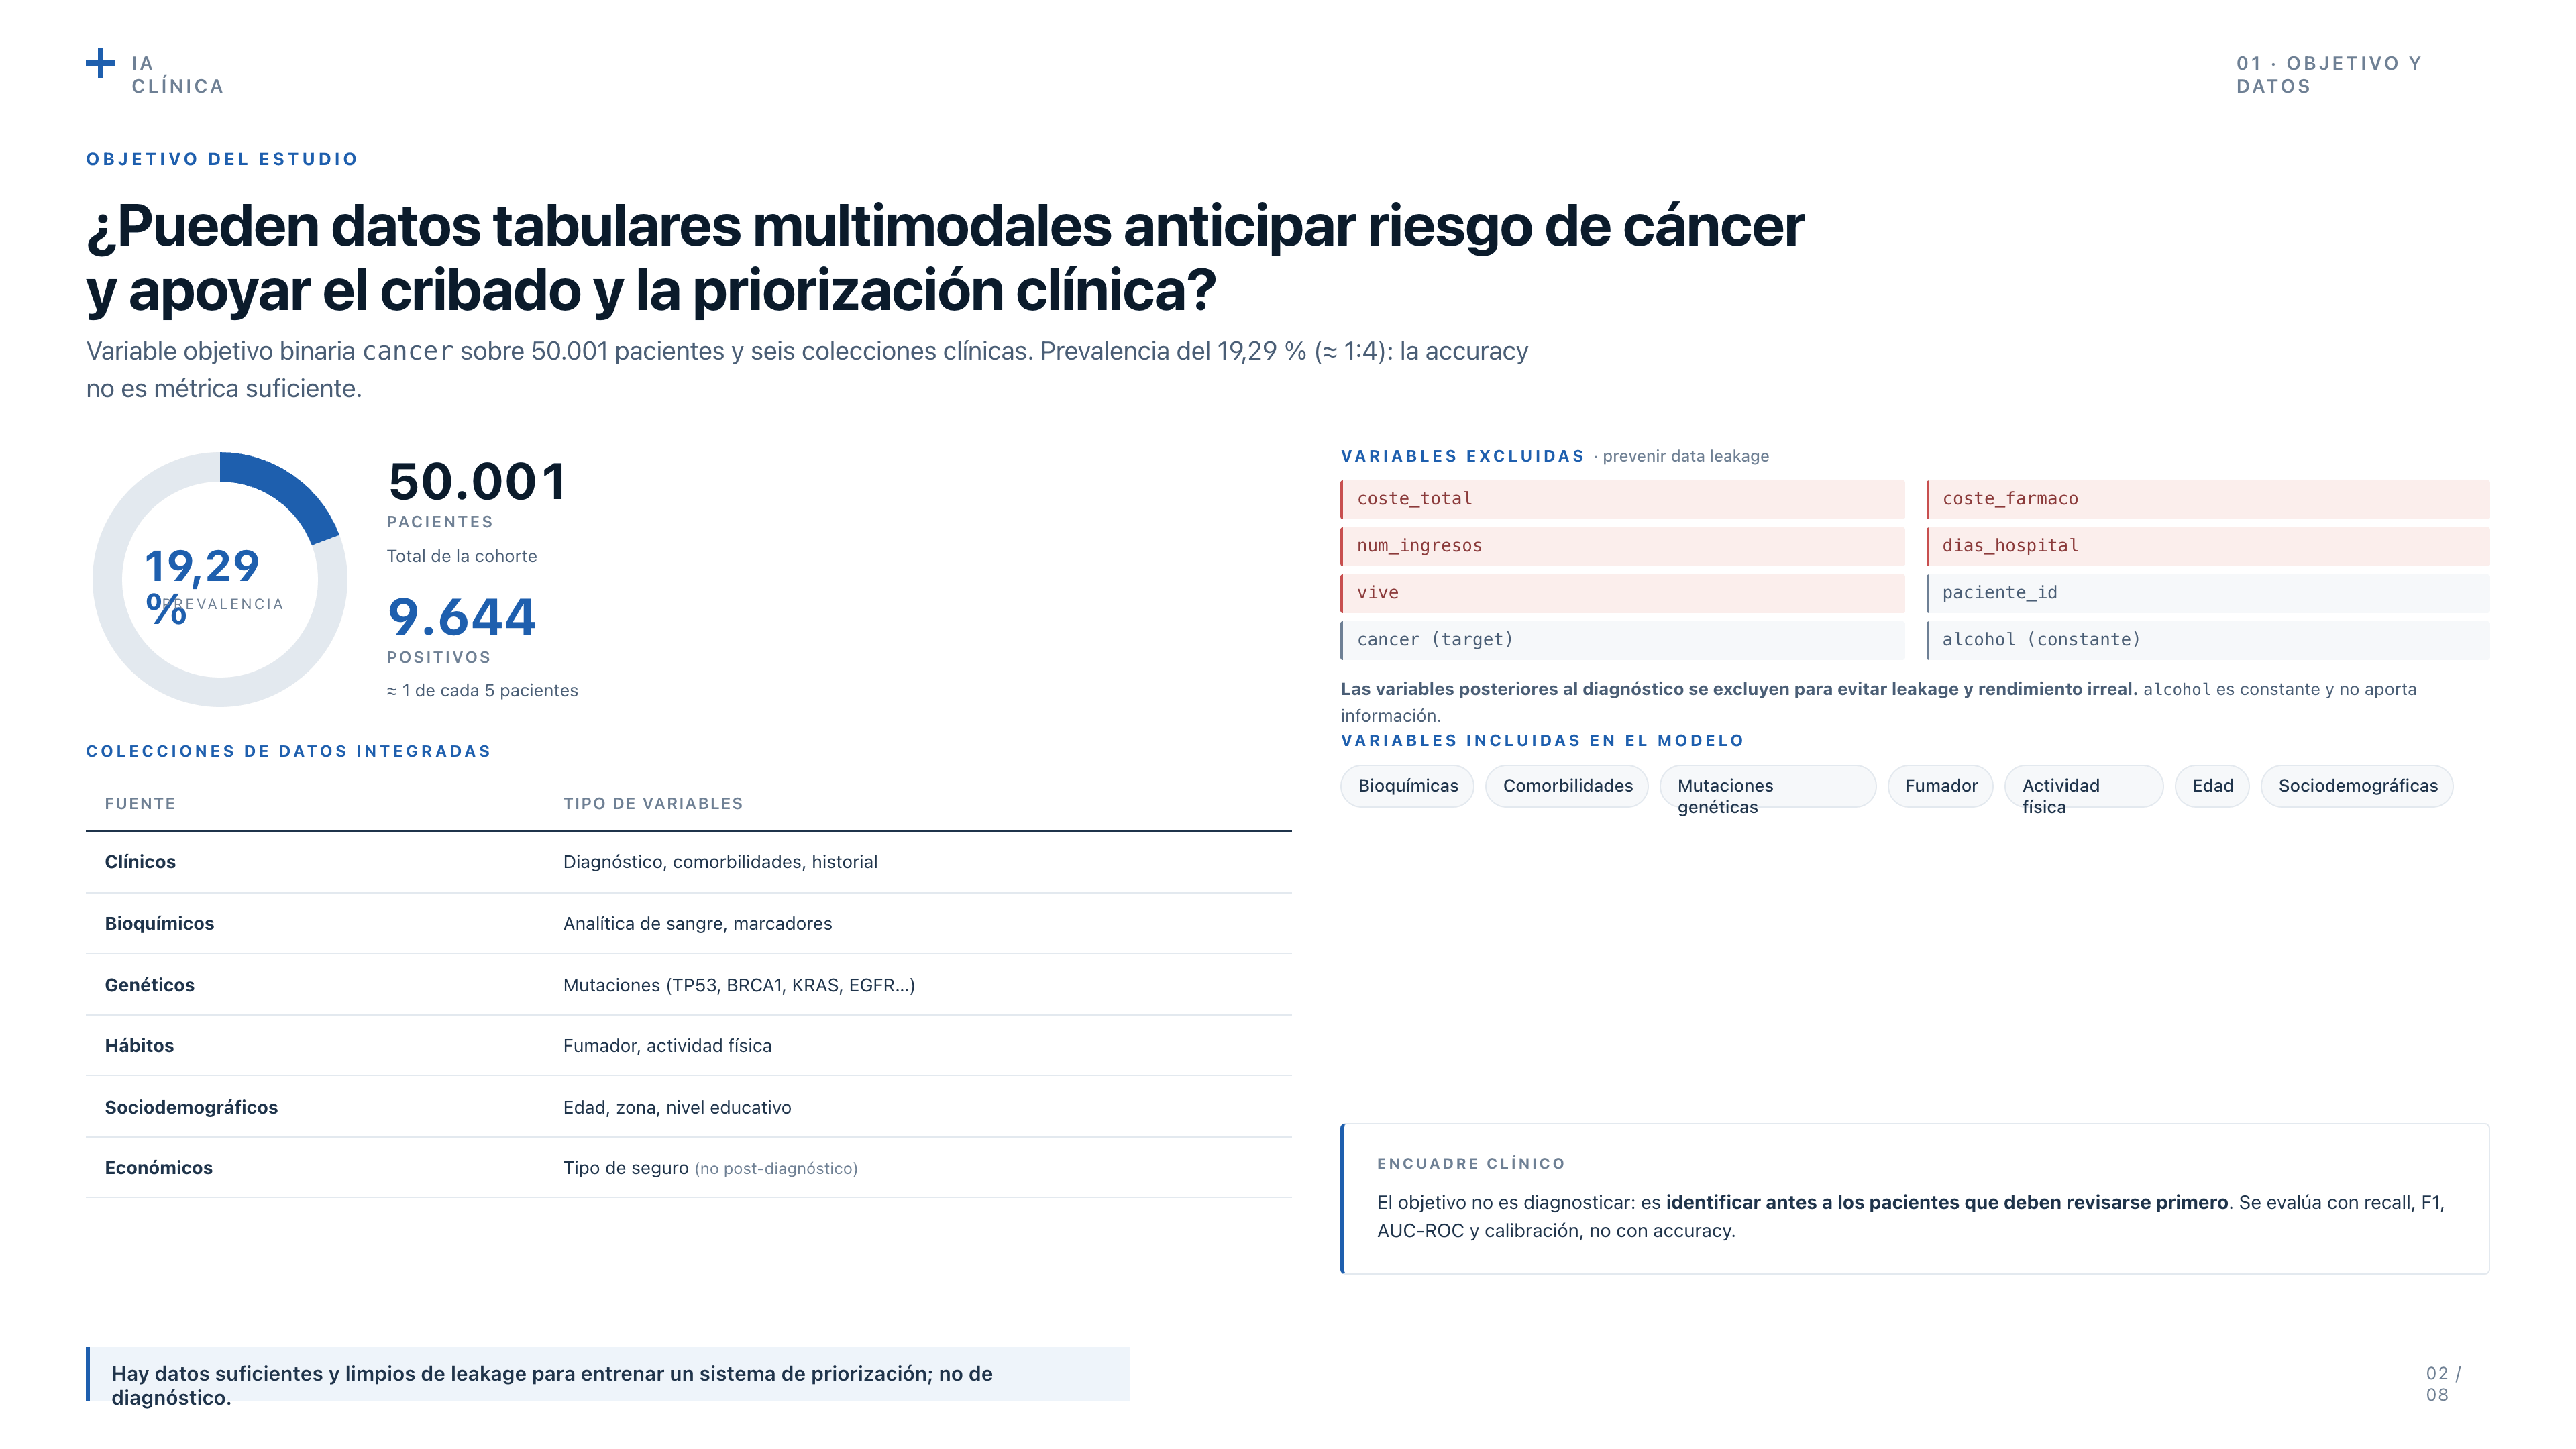 IA
CLÍNICA
01 · OBJETIVO Y
DATOS
OBJETIVO DEL ESTUDIO
¿Pueden datos tabulares multimodales anticipar riesgo de cáncer
y apoyar el cribado y la priorización clínica?
Variable objetivo binaria cancer sobre 50.001 pacientes y seis colecciones clínicas. Prevalencia del 19,29 % (≈ 1:4): la accuracy
no es métrica suficiente.
19,29
%
PREVALENCIA
50.001
PACIENTES
Total de la cohorte
9.644
POSITIVOS
≈ 1 de cada 5 pacientes
COLECCIONES DE DATOS INTEGRADAS
FUENTE TIPO DE VARIABLES
Clínicos Diagnóstico, comorbilidades, historial
Bioquímicos Analítica de sangre, marcadores
Genéticos Mutaciones (TP53, BRCA1, KRAS, EGFR...)
Hábitos Fumador, actividad física
Sociodemográficos Edad, zona, nivel educativo
Económicos Tipo de seguro (no post-diagnóstico)
VARIABLES EXCLUIDAS · prevenir data leakage
coste_total coste_farmaco
num_ingresos dias_hospital
vive paciente_id
cancer (target) alcohol (constante)
Las variables posteriores al diagnóstico se excluyen para evitar leakage y rendimiento irreal. alcohol es constante y no aporta
información.
VARIABLES INCLUIDAS EN EL MODELO
Bioquímicas Comorbilidades Mutaciones genéticas Fumador Actividad física Edad Sociodemográficas
ENCUADRE CLÍNICO
El objetivo no es diagnosticar: es identificar antes a los pacientes que deben revisarse primero. Se evalúa con recall, F1,
AUC-ROC y calibración, no con accuracy.
Hay datos suficientes y limpios de leakage para entrenar un sistema de priorización; no de
diagnóstico.
02 /
08